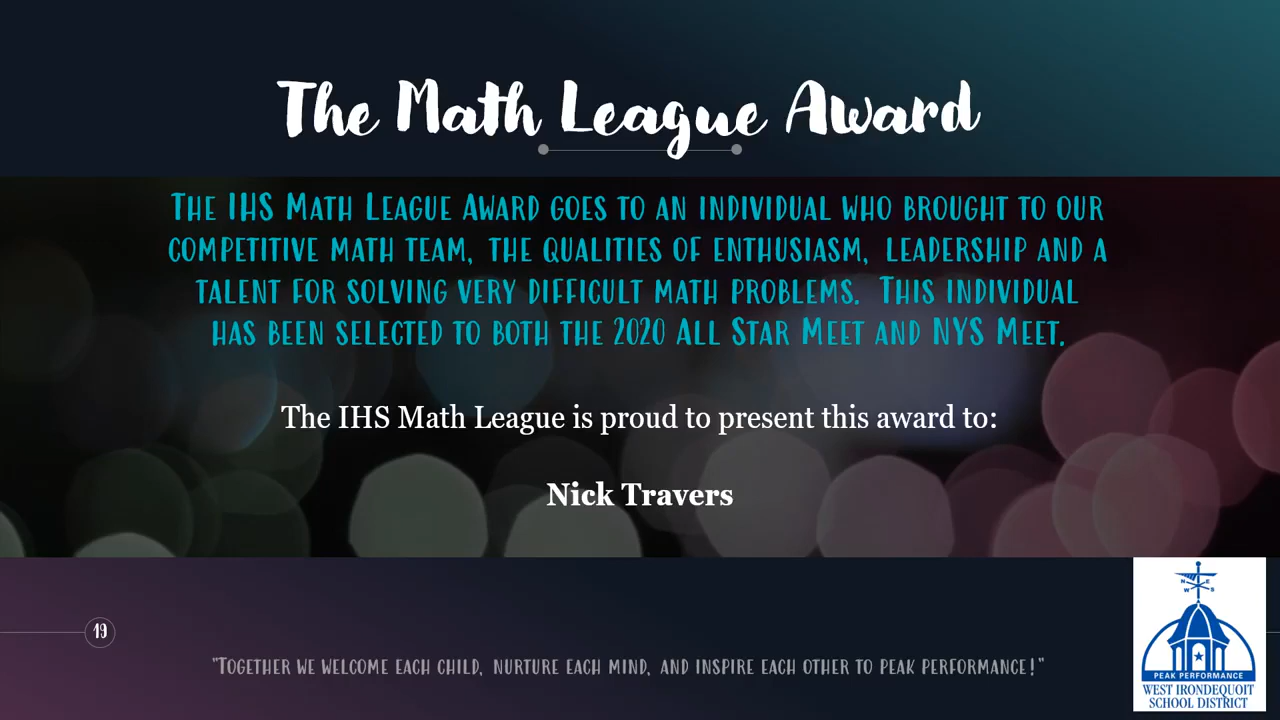 The Math League Award
The IHS Math League Award goes to an individual who brought to our
competitive math team, the qualities of enthusiasm, leadership and a
talent for solving very difficult math problems. This individual
has been selected to both the 2020 All Star Meet and NYS Meet.
The IHS Math League is proud to present this award to:
Nick Travers
19
"Together we welcome each child, nurture each mind, and inspire each other to peak performance!"
N E
W S
PEAK PERFORMANCE
WEST IRONDEQUOIT
SCHOOL DISTRICT